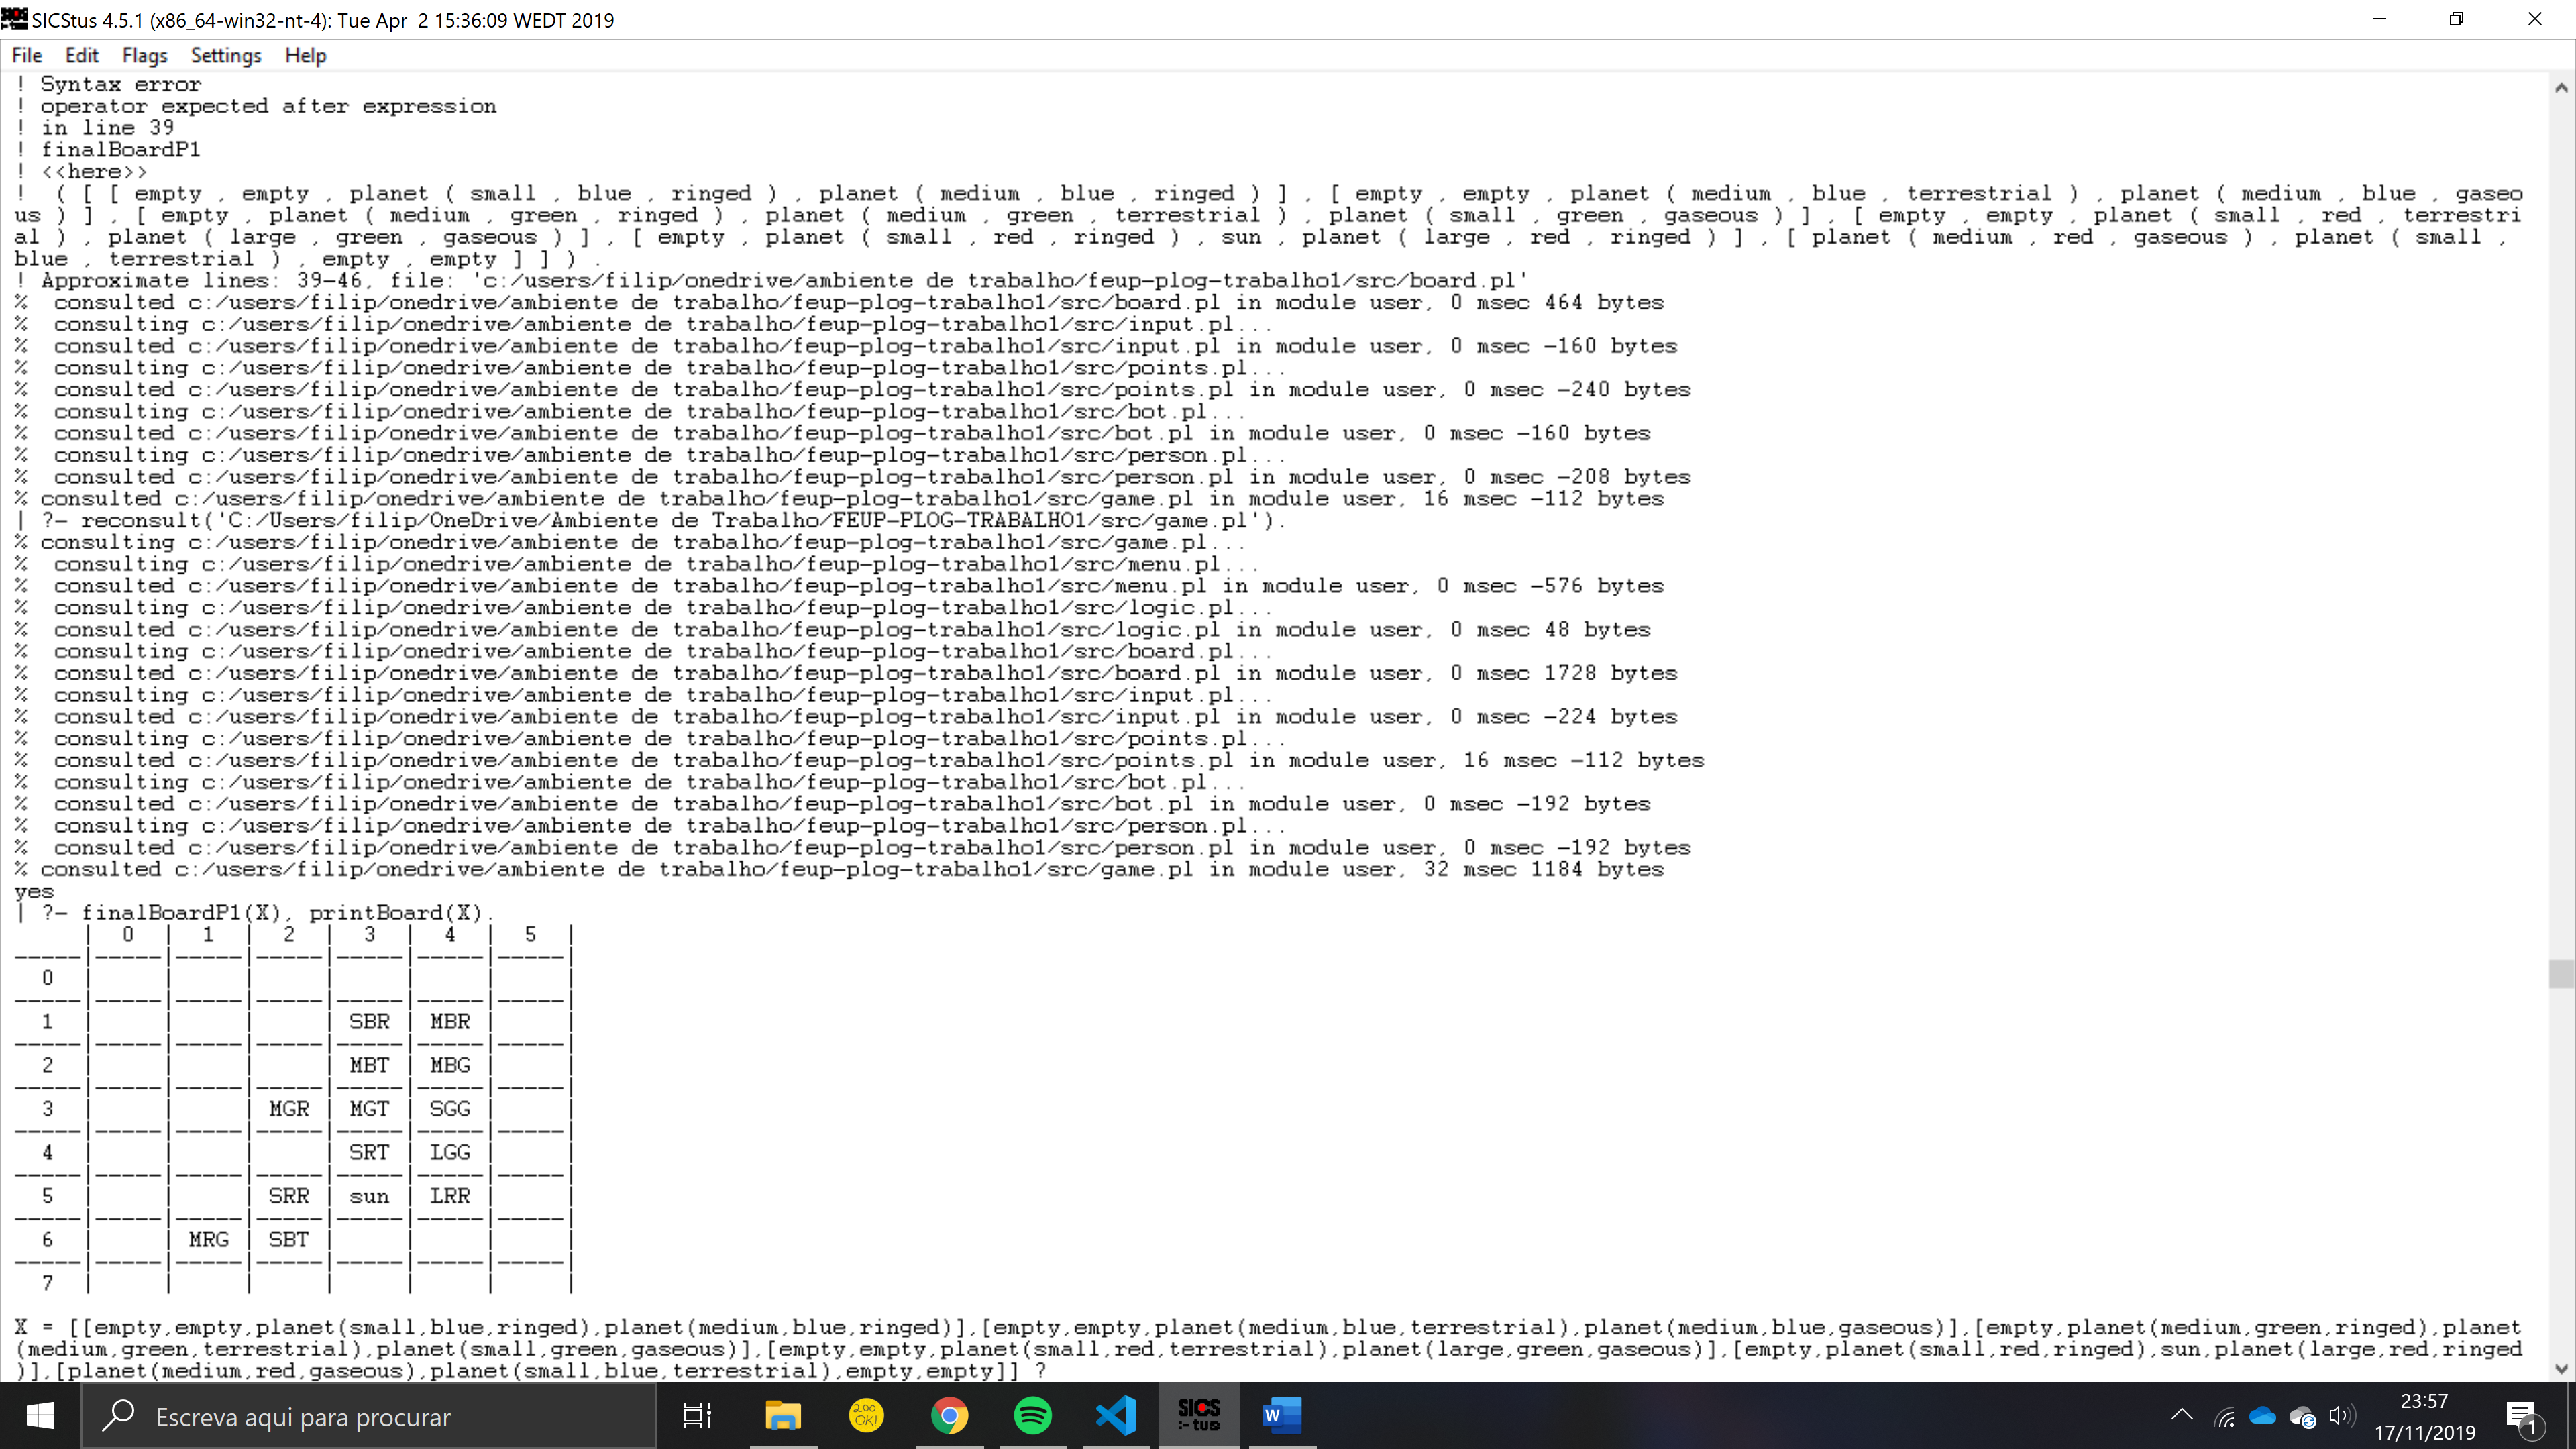 SICStus 4.5.1 (x86_64-win32-nt-4): Tue Apr  2 15:36:09 WEDT 2019
File Edit Flags Settings Help
! Syntax error
! operator expected after expression
! in line 39
! finalBoardP1
! <<here>>
!  ( [ [ empty , empty , planet ( small , blue , ringed ) , planet ( medium , blue , ringed ) ] , [ empty , empty , planet ( medium , blue , terrestrial ) , planet ( medium , blue , gaseo
us ) ] , [ empty , planet ( medium , green , ringed ) , planet ( medium , green , terrestrial ) , planet ( small , green , gaseous ) ] , [ empty , empty , planet ( small , red , terrestri
al ) , planet ( large , green , gaseous ) ] , [ empty , planet ( small , red , ringed ) , sun , planet ( large , red , ringed ) ] , [ planet ( medium , red , gaseous ) , planet ( small ,
blue , terrestrial ) , empty , empty ] ] ) .
! Approximate lines: 39-46, file: 'c:/users/filip/onedrive/ambiente de trabalho/feup-plog-trabalho1/src/board.pl'
%  consulted c:/users/filip/onedrive/ambiente de trabalho/feup-plog-trabalho1/src/board.pl in module user, 0 msec 464 bytes
%  consulting c:/users/filip/onedrive/ambiente de trabalho/feup-plog-trabalho1/src/input.pl...
%  consulted c:/users/filip/onedrive/ambiente de trabalho/feup-plog-trabalho1/src/input.pl in module user, 0 msec -160 bytes
%  consulting c:/users/filip/onedrive/ambiente de trabalho/feup-plog-trabalho1/src/points.pl...
%  consulted c:/users/filip/onedrive/ambiente de trabalho/feup-plog-trabalho1/src/points.pl in module user, 0 msec -240 bytes
%  consulting c:/users/filip/onedrive/ambiente de trabalho/feup-plog-trabalho1/src/bot.pl...
%  consulted c:/users/filip/onedrive/ambiente de trabalho/feup-plog-trabalho1/src/bot.pl in module user, 0 msec -160 bytes
%  consulting c:/users/filip/onedrive/ambiente de trabalho/feup-plog-trabalho1/src/person.pl...
%  consulted c:/users/filip/onedrive/ambiente de trabalho/feup-plog-trabalho1/src/person.pl in module user, 0 msec -208 bytes
% consulted c:/users/filip/onedrive/ambiente de trabalho/feup-plog-trabalho1/src/game.pl in module user, 16 msec -112 bytes
| ?- reconsult('C:/Users/filip/OneDrive/Ambiente de Trabalho/FEUP-PLOG-TRABALHO1/src/game.pl').
% consulting c:/users/filip/onedrive/ambiente de trabalho/feup-plog-trabalho1/src/game.pl...
%  consulting c:/users/filip/onedrive/ambiente de trabalho/feup-plog-trabalho1/src/menu.pl...
%  consulted c:/users/filip/onedrive/ambiente de trabalho/feup-plog-trabalho1/src/menu.pl in module user, 0 msec -576 bytes
%  consulting c:/users/filip/onedrive/ambiente de trabalho/feup-plog-trabalho1/src/logic.pl...
%  consulted c:/users/filip/onedrive/ambiente de trabalho/feup-plog-trabalho1/src/logic.pl in module user, 0 msec 48 bytes
%  consulting c:/users/filip/onedrive/ambiente de trabalho/feup-plog-trabalho1/src/board.pl...
%  consulted c:/users/filip/onedrive/ambiente de trabalho/feup-plog-trabalho1/src/board.pl in module user, 0 msec 1728 bytes
%  consulting c:/users/filip/onedrive/ambiente de trabalho/feup-plog-trabalho1/src/input.pl...
%  consulted c:/users/filip/onedrive/ambiente de trabalho/feup-plog-trabalho1/src/input.pl in module user, 0 msec -224 bytes
%  consulting c:/users/filip/onedrive/ambiente de trabalho/feup-plog-trabalho1/src/points.pl...
%  consulted c:/users/filip/onedrive/ambiente de trabalho/feup-plog-trabalho1/src/points.pl in module user, 16 msec -112 bytes
%  consulting c:/users/filip/onedrive/ambiente de trabalho/feup-plog-trabalho1/src/bot.pl...
%  consulted c:/users/filip/onedrive/ambiente de trabalho/feup-plog-trabalho1/src/bot.pl in module user, 0 msec -192 bytes
%  consulting c:/users/filip/onedrive/ambiente de trabalho/feup-plog-trabalho1/src/person.pl...
%  consulted c:/users/filip/onedrive/ambiente de trabalho/feup-plog-trabalho1/src/person.pl in module user, 0 msec -192 bytes
% consulted c:/users/filip/onedrive/ambiente de trabalho/feup-plog-trabalho1/src/game.pl in module user, 32 msec 1184 bytes
yes
| ?- finalBoardP1(X), printBoard(X).
     |  0  |  1  |  2  |  3  |  4  |  5  |
-----|-----|-----|-----|-----|-----|-----|
  0  |     |     |     |     |     |     |
-----|-----|-----|-----|-----|-----|-----|
  1  |     |     |     | SBR | MBR |     |
-----|-----|-----|-----|-----|-----|-----|
  2  |     |     |     | MBT | MBG |     |
-----|-----|-----|-----|-----|-----|-----|
  3  |     |     | MGR | MGT | SGG |     |
-----|-----|-----|-----|-----|-----|-----|
  4  |     |     |     | SRT | LGG |     |
-----|-----|-----|-----|-----|-----|-----|
  5  |     |     | SRR | sun | LRR |     |
-----|-----|-----|-----|-----|-----|-----|
  6  |     | MRG | SBT |     |     |     |
-----|-----|-----|-----|-----|-----|-----|
  7  |     |     |     |     |     |     |
X = [[empty,empty,planet(small,blue,ringed),planet(medium,blue,ringed)],[empty,empty,planet(medium,blue,terrestrial),planet(medium,blue,gaseous)],[empty,planet(medium,green,ringed),planet
(medium,green,terrestrial),planet(small,green,gaseous)],[empty,empty,planet(small,red,terrestrial),planet(large,green,gaseous)],[empty,planet(small,red,ringed),sun,planet(large,red,ringed
)],[planet(medium,red,gaseous),planet(small,blue,terrestrial),empty,empty]] ?
Escreva aqui para procurar
200 OK!
SICS
:-tus
W
23:57
17/11/2019
1